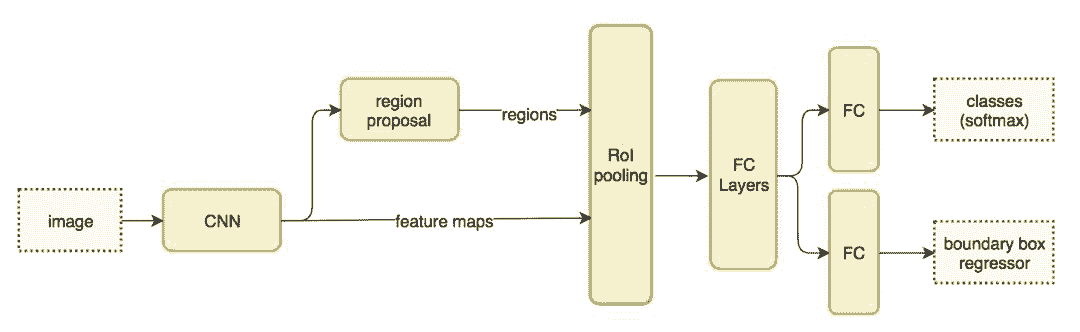 image
CNN
region
proposal
regions
feature maps
RoI
pooling
FC
Layers
FC
classes
(softmax)
FC
boundary box
regressor